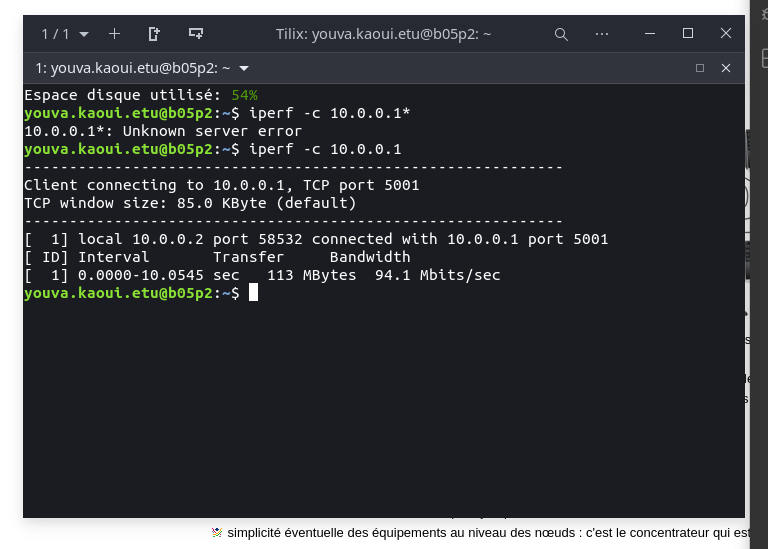 1 / 1
Tilix: youva.kaoui.etu@b05p2: ~
1: youva.kaoui.etu@b05p2: ~
Espace disque utilisé: 54%
youva.kaoui.etu@b05p2:~$ iperf -c 10.0.0.1*
10.0.0.1*: Unknown server error
youva.kaoui.etu@b05p2:~$ iperf -c 10.0.0.1
------------------------------------------------------------
Client connecting to 10.0.0.1, TCP port 5001
TCP window size: 85.0 KByte (default)
------------------------------------------------------------
[  1] local 10.0.0.2 port 58532 connected with 10.0.0.1 port 5001
[ ID] Interval       Transfer     Bandwidth
[  1] 0.0000-10.0545 sec   113 MBytes  94.1 Mbits/sec
youva.kaoui.etu@b05p2:~$
simplicité éventuelle des équipements au niveau des nœuds : c'est le concentrateur qui est